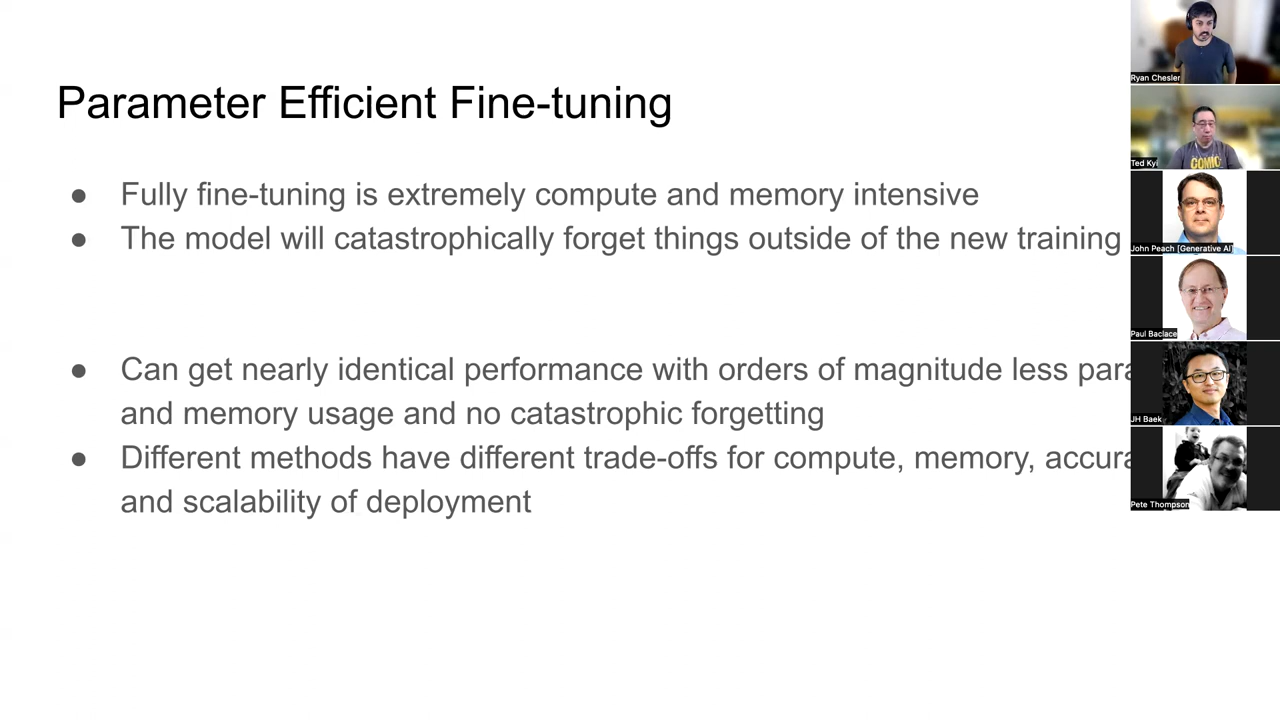 Parameter Efficient Fine-tuning
● Fully fine-tuning is extremely compute and memory intensive
● The model will catastrophically forget things outside of the new training
● Can get nearly identical performance with orders of magnitude less
and memory usage and no catastrophic forgetting
● Different methods have different trade-offs for compute, memory,
and scalability of deployment
Ryan Chesler
COMIC
Ted Kyi
John Peach [Generative AI]
Paul Baclace
JH Baek
Pete Thompson